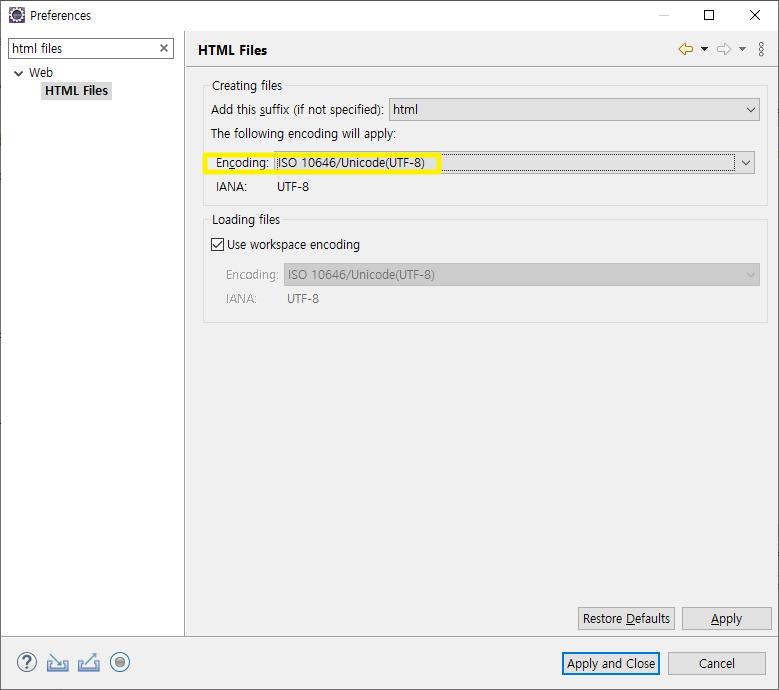 Preferences
html files
Web
HTML Files
HTML Files
Creating files
Add this suffix (if not specified): html
The following encoding will apply:
Encoding: ISO 10646/Unicode(UTF-8)
IANA: UTF-8
Loading files
Use workspace encoding
Encoding: ISO 10646/Unicode(UTF-8)
IANA: UTF-8
Restore Defaults Apply
Apply and Close Cancel